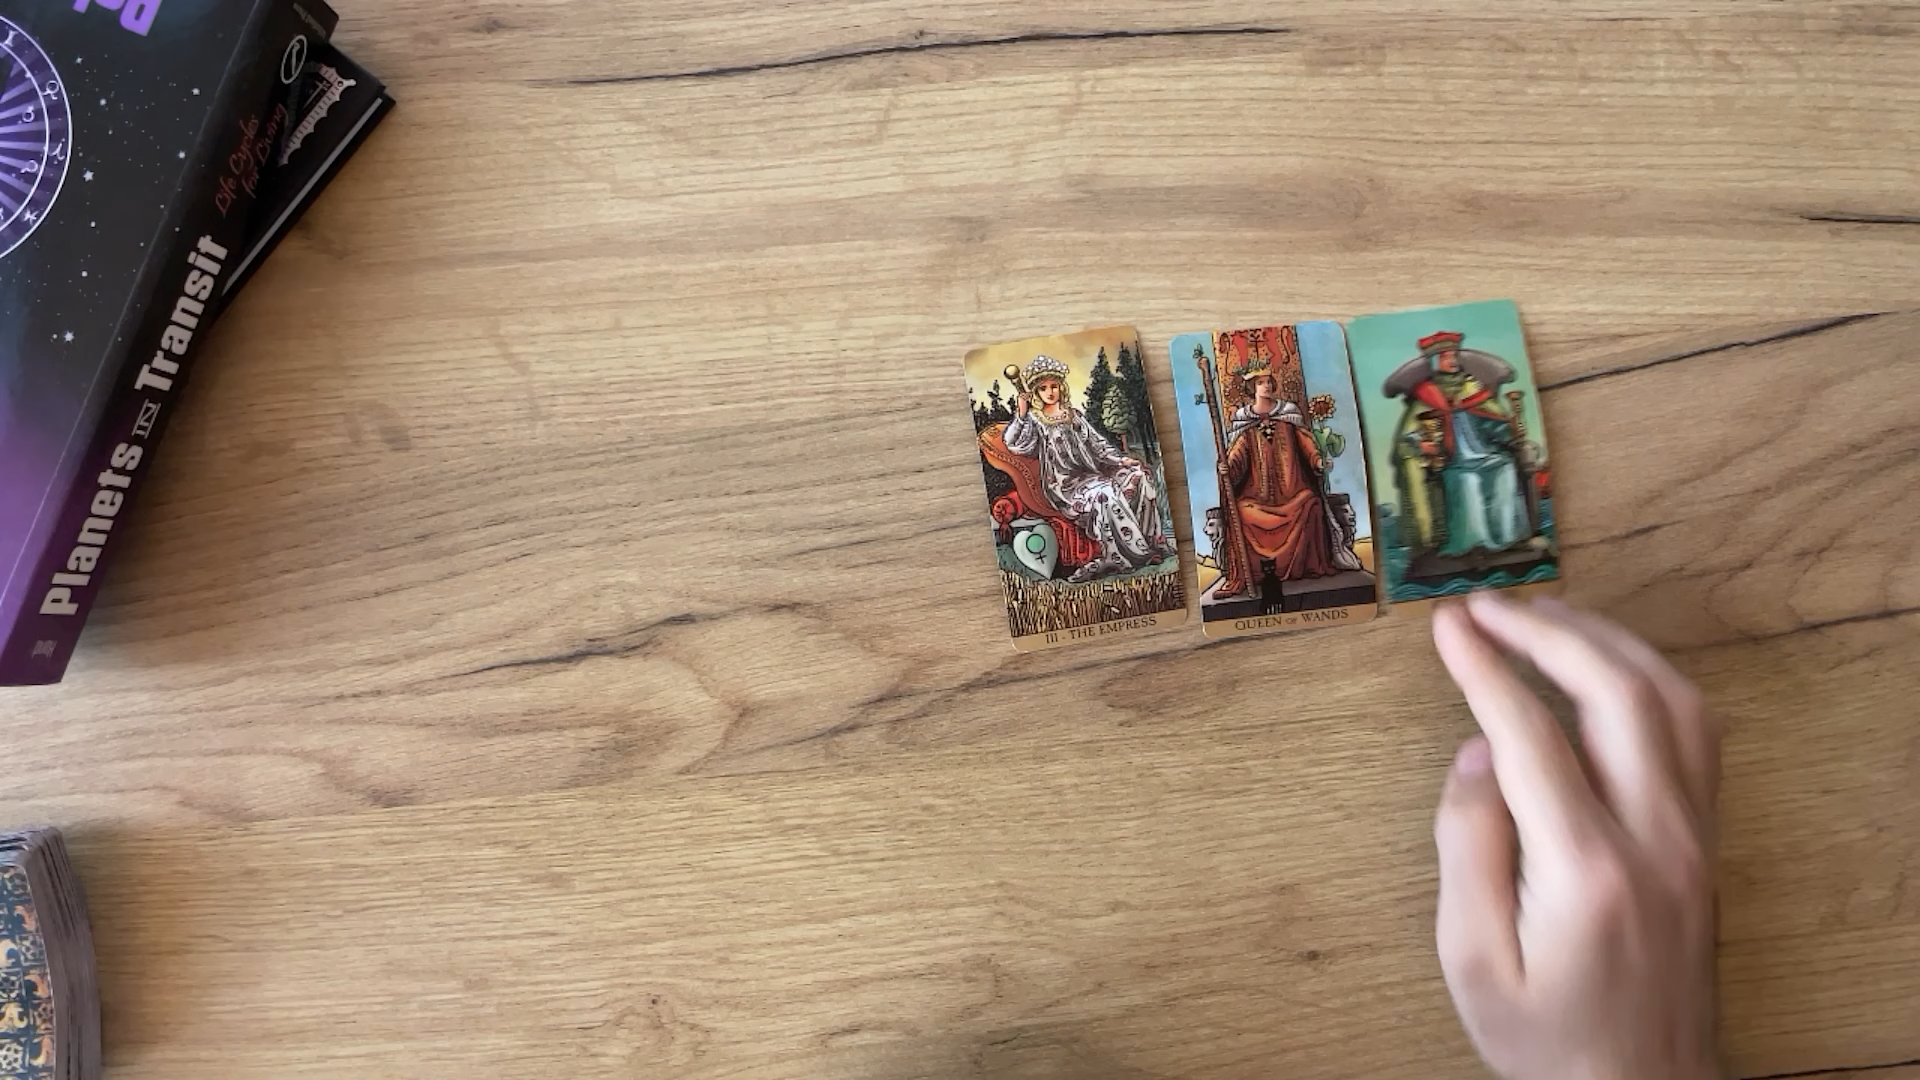 Planets IN Transit
Life Cycles
for Living
III - THE EMPRESS
QUEEN OF WANDS